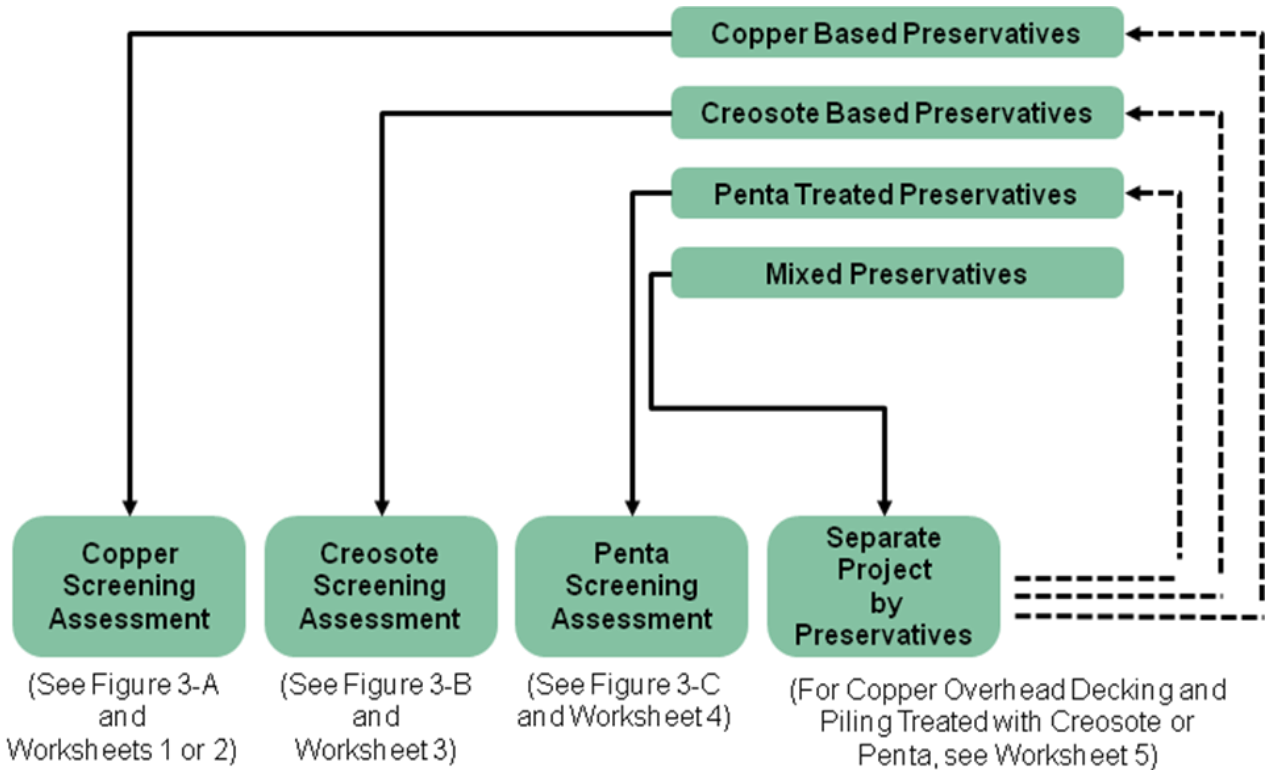 Copper Based Preservatives
Creosote Based Preservatives
Penta Treated Preservatives
Mixed Preservatives
Copper
Screening
Assessment
Creosote
Screening
Assessment
Penta
Screening
Assessment
Separate
Project
by
Preservatives
(See Figure 3-A
and
Worksheets 1 or 2)
(See Figure 3-B
and
Worksheet 3)
(See Figure 3-C
and Worksheet 4)
(For Copper Overhead Decking and
Piling Treated with Creosote or
Penta, see Worksheet 5)